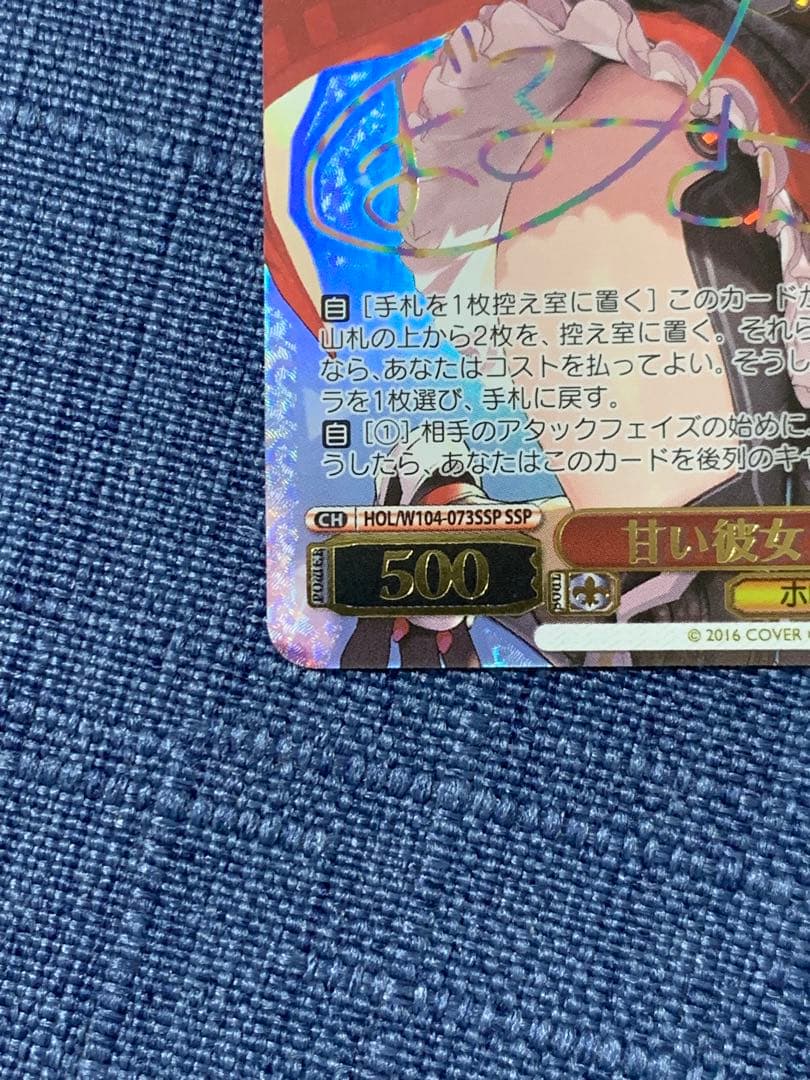 自 [手札を1枚控え室に置く] このカードが
山札の上から2枚を、控え室に置く。それに
なら、あなたはコストを払ってよい。そうし
ラを1枚選び、手札に戻す。
自 [①] 相手のアタックフェイズの始めに、
うしたら、あなたはこのカードを後列のキャ
CH HOL/W104-073SSP SSP
甘い彼女
POWER 500
SOUL
ホ
© 2016 COVER